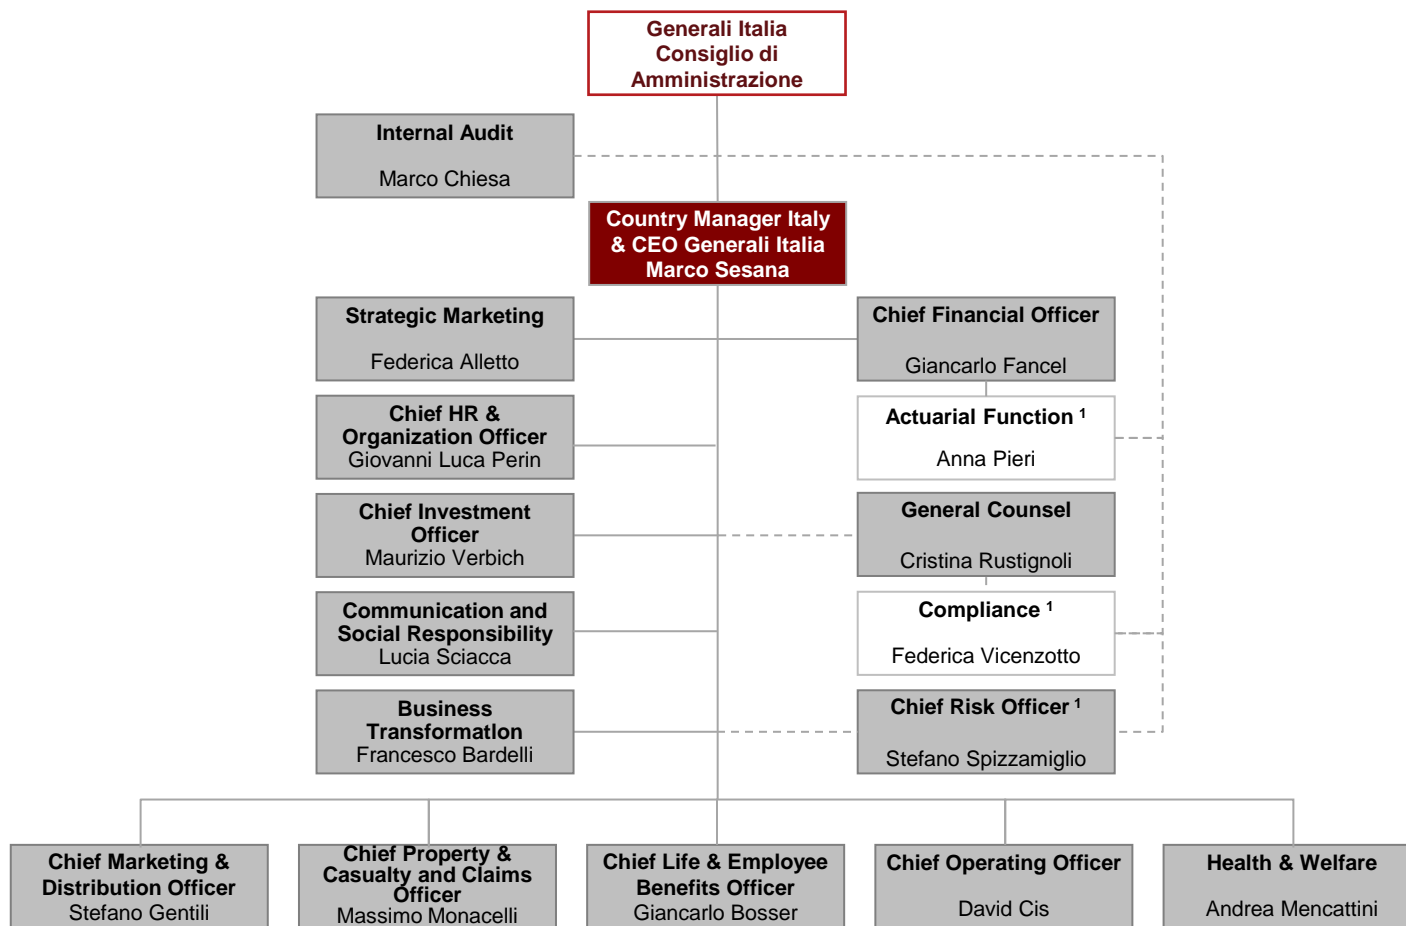 Generali Italia
Consiglio di
Amministrazione
Internal Audit
Marco Chiesa
Country Manager Italy
& CEO Generali Italia
Marco Sesana
Strategic Marketing
Federica Alletto
Chief Financial Officer
Giancarlo Fancel
Chief HR &
Organization Officer
Giovanni Luca Perin
Actuarial Function ¹
Anna Pieri
Chief Investment
Officer
Maurizio Verbich
General Counsel
Cristina Rustignoli
Communication and
Social Responsibility
Lucia Sciacca
Compliance ¹
Federica Vicenzotto
Business
TransformatIon
Francesco Bardelli
Chief Risk Officer ¹
Stefano Spizzamiglio
Chief Marketing &
Distribution Officer
Stefano Gentili
Chief Property &
Casualty and Claims
Officer
Massimo Monacelli
Chief Life & Employee
Benefits Officer
Giancarlo Bosser
Chief Operating Officer
David Cis
Health & Welfare
Andrea Mencattini